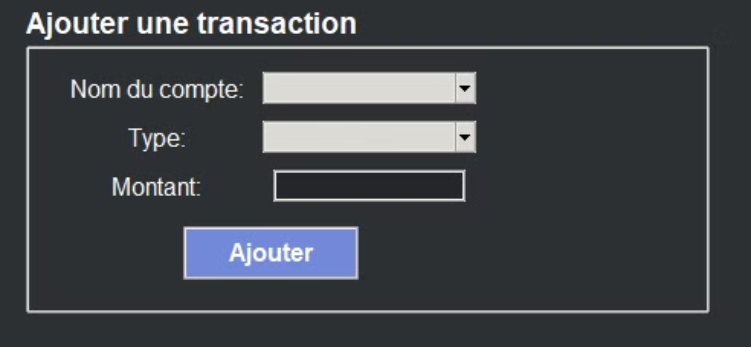 Ajouter une transaction
Nom du compte:
Type:
Montant:
Ajouter